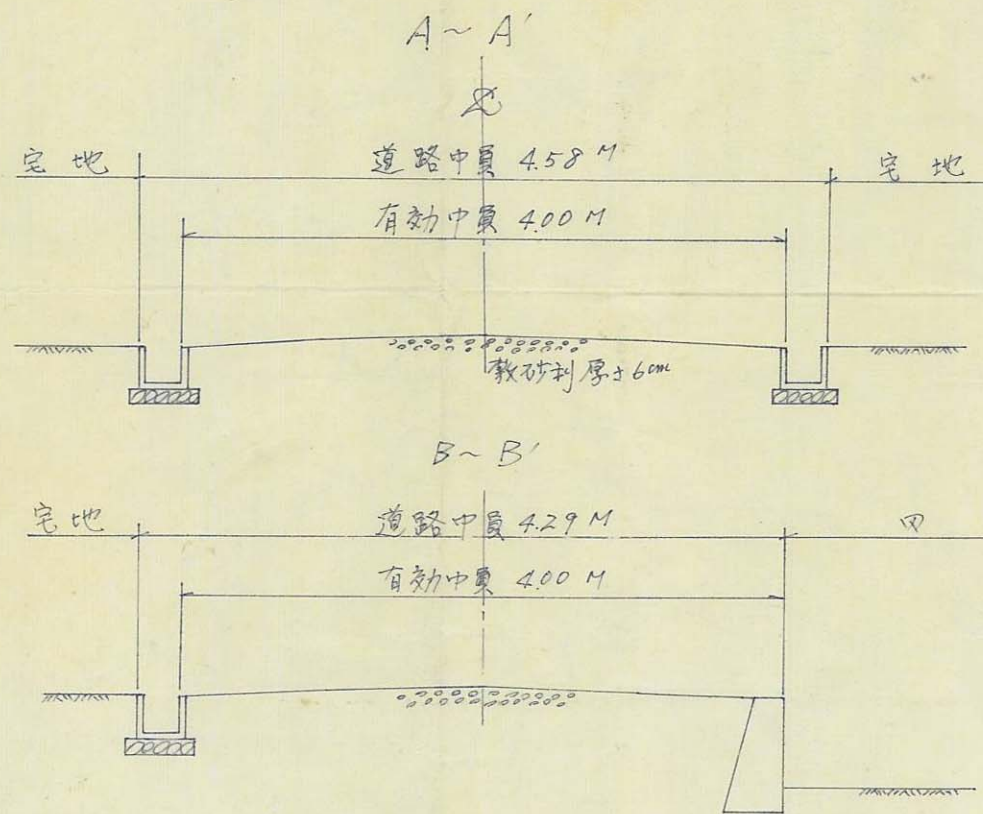 A~A'
℄
宅地 道路巾員 4.58 M 宅地
有効巾員 4.00 M
敷砂利厚さ6cm
B~B'
宅地 道路巾員 4.29 M 田
有効巾員 4.00 M